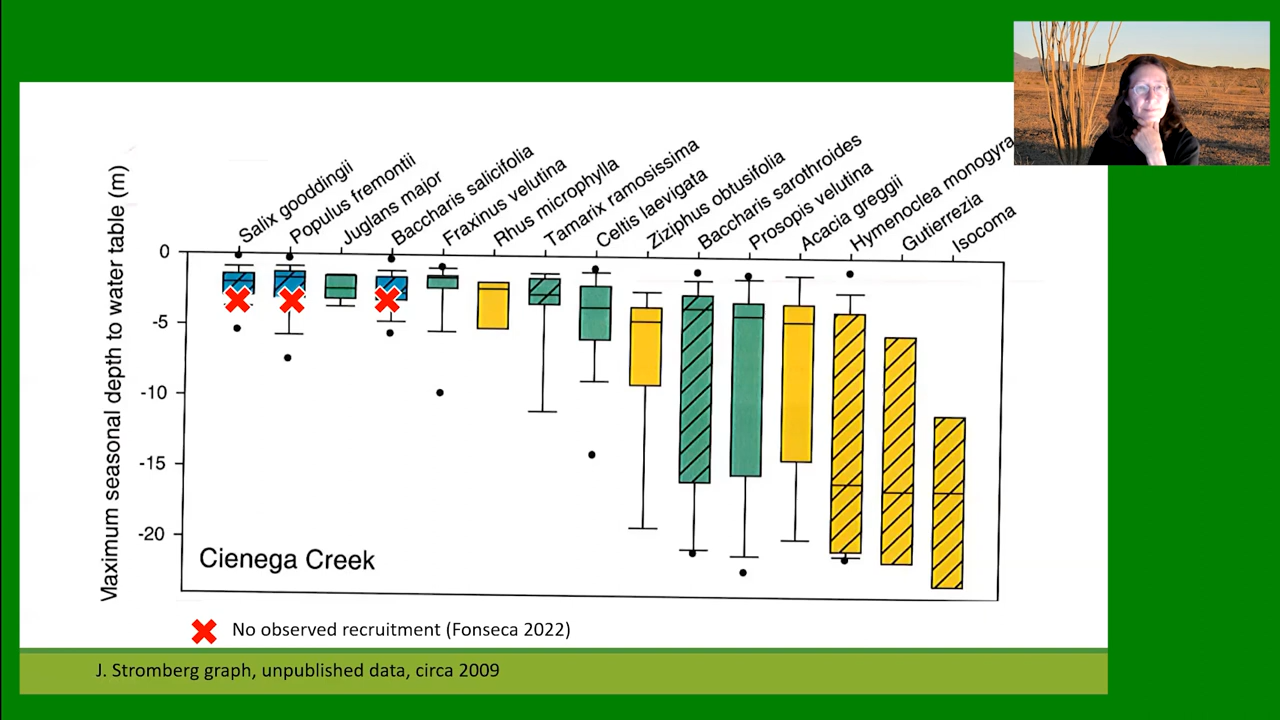 Salix gooddingii
Populus fremontii
Juglans major
Baccharis salicifolia
Fraxinus velutina
Rhus microphylla
Tamarix ramosissima
Celtis laevigata
Ziziphus obtusifolia
Baccharis sarothroides
Prosopis velutina
Acacia greggii
Hymenoclea monogyra
Gutierrezia
Isocoma
Maximum seasonal depth to water table (m)
0
-5
-10
-15
-20
Cienega Creek
No observed recruitment (Fonseca 2022)
J. Stromberg graph, unpublished data, circa 2009